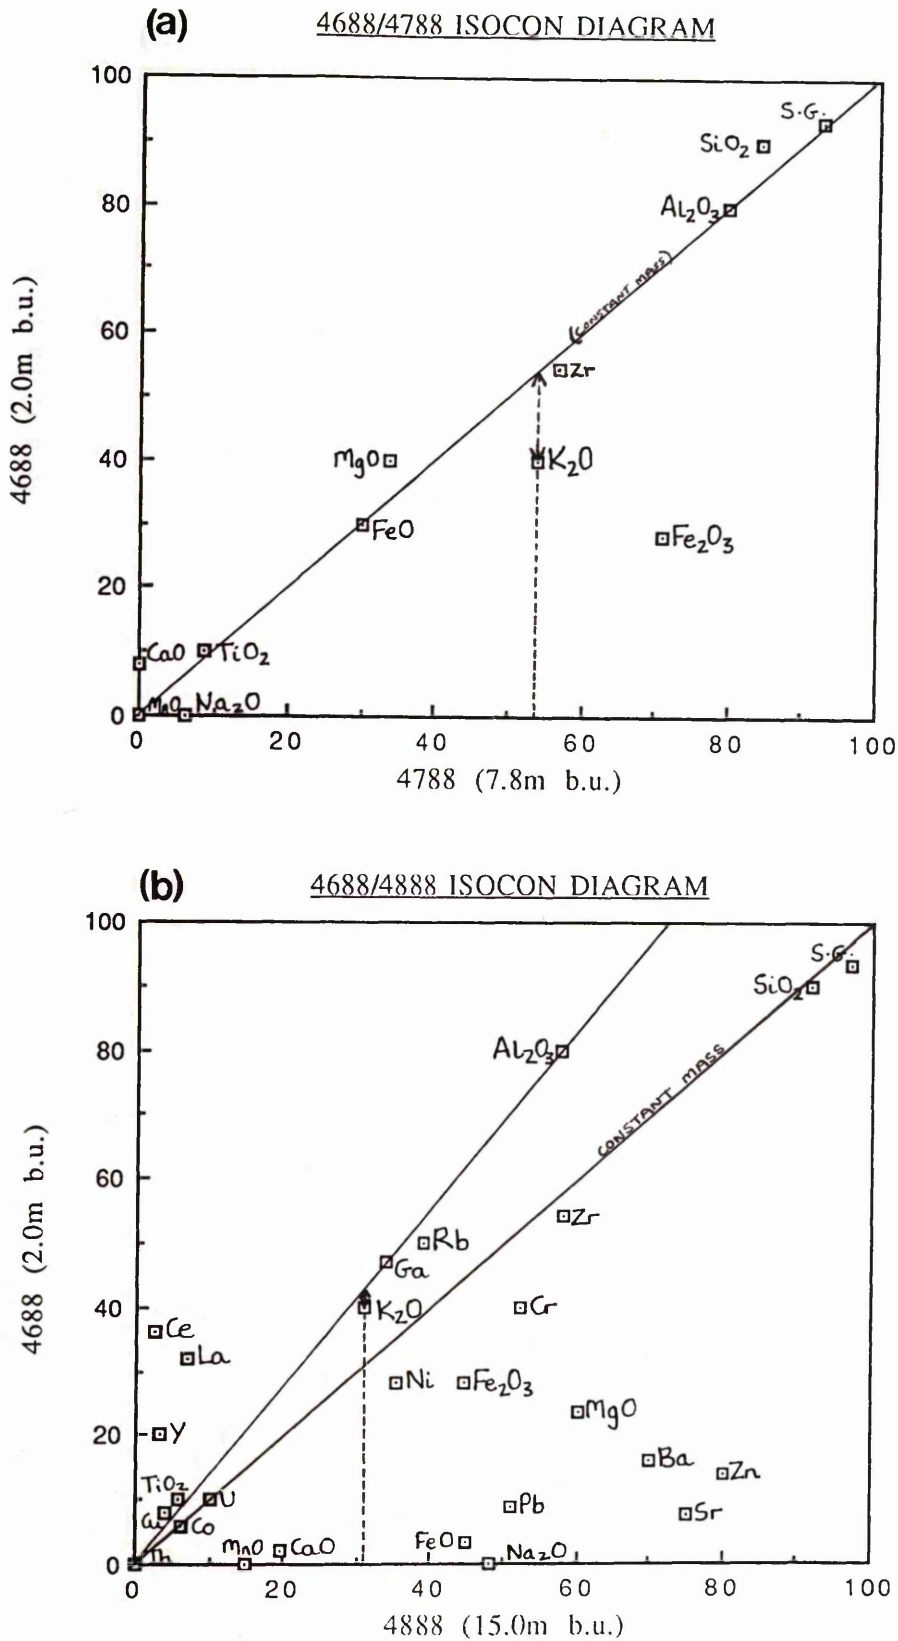 (a)
4688/4788 ISOCON DIAGRAM
100
S.G.
SiO2
80
Al2O3
(CONSTANT MASS)
60
Zr
MgO
40
K2O
FeO
Fe2O3
20
CaO
TiO2
MnO
Na2O
0
0 20 40 60 80 100
4688 (2.0m b.u.)
4788 (7.8m b.u.)
(b)
4688/4888 ISOCON DIAGRAM
100
S.G.
SiO2
Al2O3
80
CONSTANT MASS
60
Zr
Rb
Ga
40
K2O
Cr
Ce
La
Ni
Fe2O3
MgO
20
Y
Ba
Zn
TiO2
U
Pb
Sr
Co
FeO
MnO
CaO
Na2O
Th
0
0 20 40 60 80 100
4688 (2.0m b.u.)
4888 (15.0m b.u.)